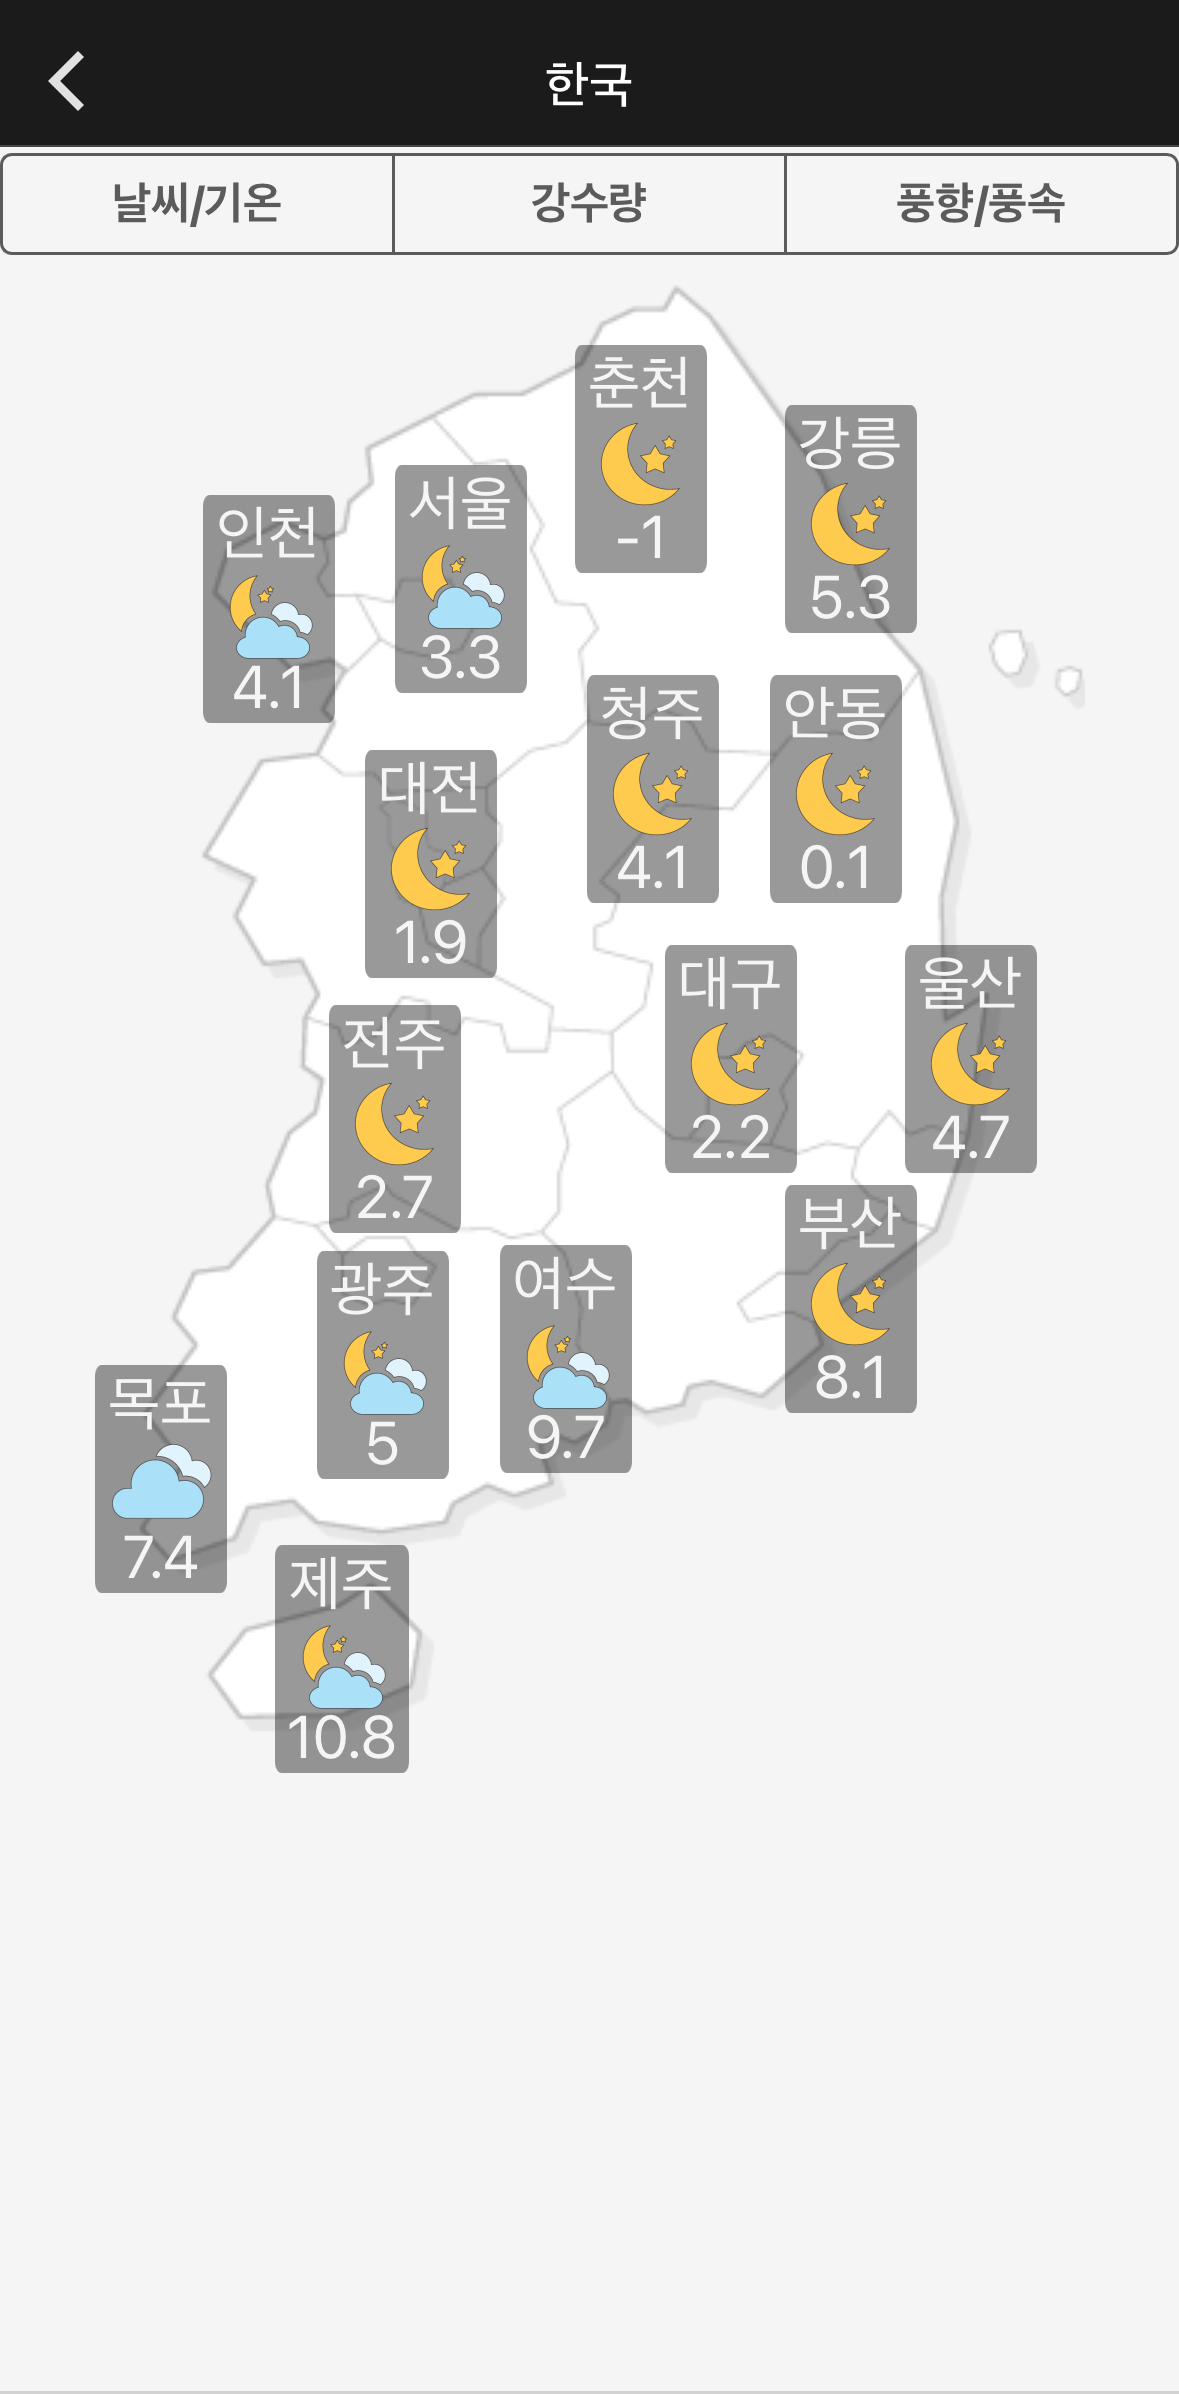 한국
날씨/기온
강수량
풍향/풍속
춘천
-1
강릉
5.3
서울
3.3
인천
4.1
청주
4.1
안동
0.1
대전
1.9
대구
2.2
울산
4.7
전주
2.7
부산
8.1
광주
5
여수
9.7
목포
7.4
제주
10.8